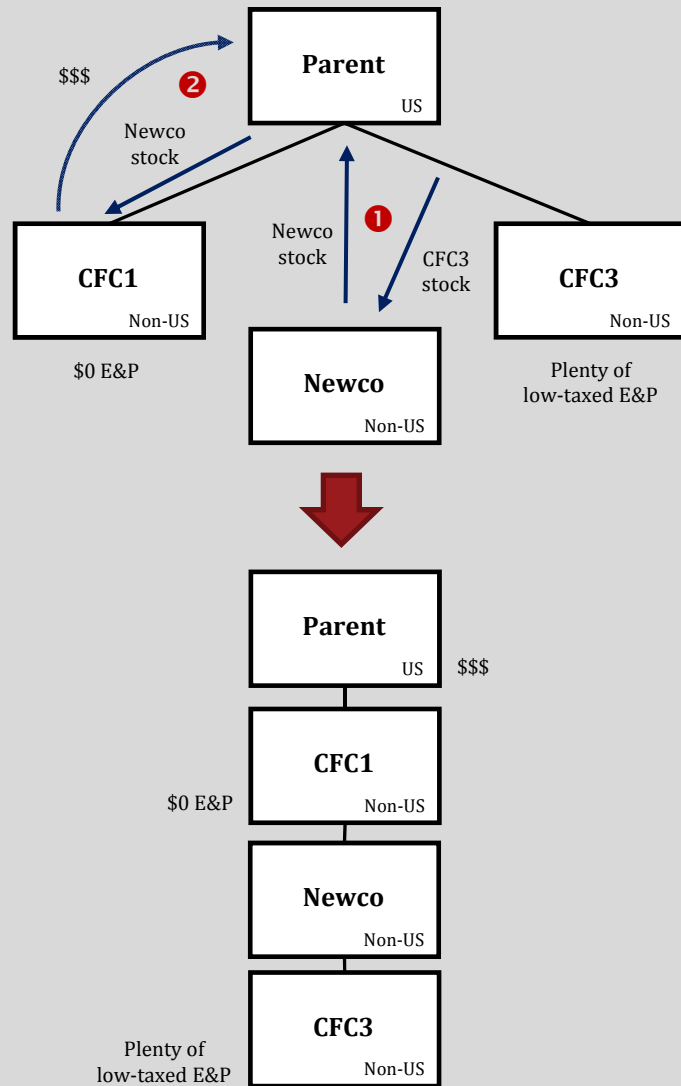 Parent
US
$$$
❷
Newco
stock
Newco
stock
❶
CFC3
stock
CFC1
Non-US
$0 E&P
CFC3
Non-US
Plenty of
low-taxed E&P
Newco
Non-US
Parent
US
$$$
CFC1
Non-US
$0 E&P
Newco
Non-US
CFC3
Non-US
Plenty of
low-taxed E&P